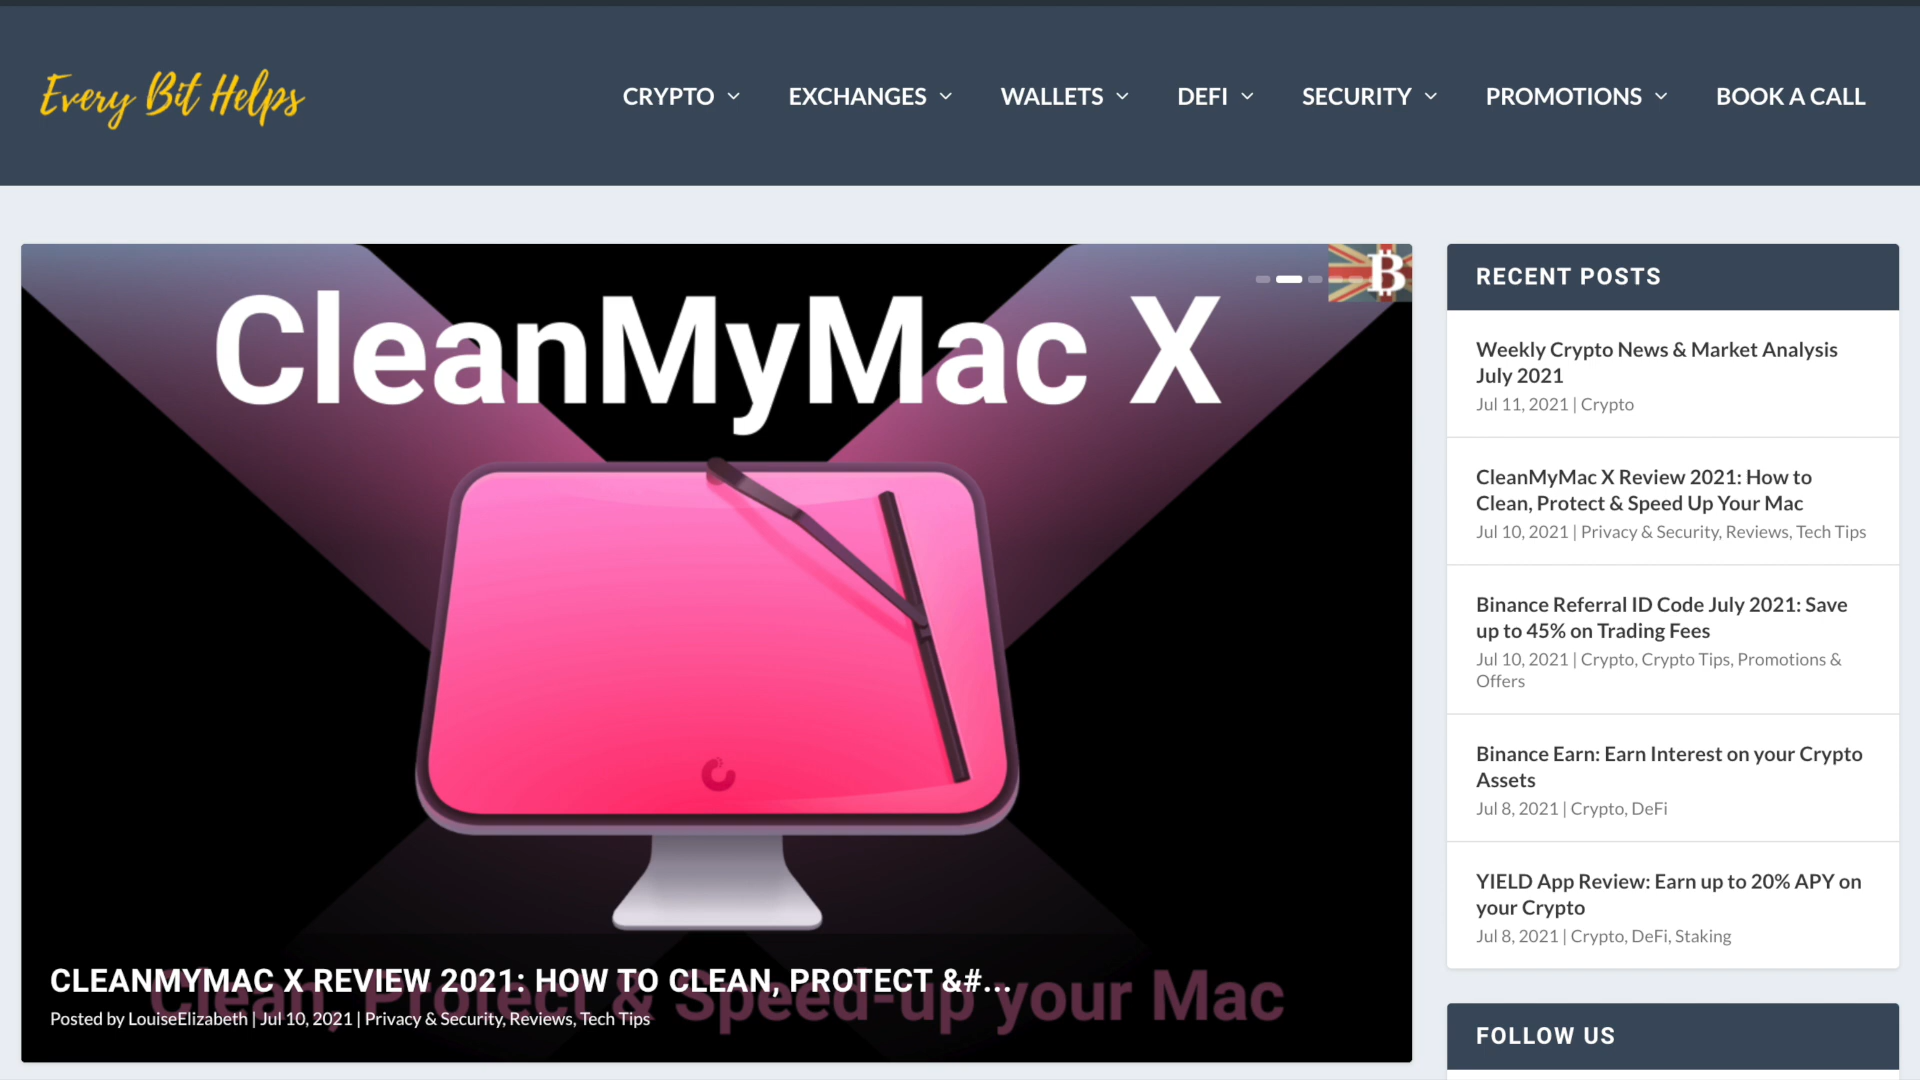 Every Bit Helps
CRYPTO
EXCHANGES
WALLETS
DEFI
SECURITY
PROMOTIONS
BOOK A CALL
CleanMyMac X
Clean, Protect & Speed-up your Mac
CLEANMYMAC X REVIEW 2021: HOW TO CLEAN, PROTECT &#...
Posted by LouiseElizabeth | Jul 10, 2021 | Privacy & Security, Reviews, Tech Tips
RECENT POSTS
Weekly Crypto News & Market Analysis
July 2021
Jul 11, 2021 | Crypto
CleanMyMac X Review 2021: How to
Clean, Protect & Speed Up Your Mac
Jul 10, 2021 | Privacy & Security, Reviews, Tech Tips
Binance Referral ID Code July 2021: Save
up to 45% on Trading Fees
Jul 10, 2021 | Crypto, Crypto Tips, Promotions &
Offers
Binance Earn: Earn Interest on your Crypto
Assets
Jul 8, 2021 | Crypto, DeFi
YIELD App Review: Earn up to 20% APY on
your Crypto
Jul 8, 2021 | Crypto, DeFi, Staking
FOLLOW US